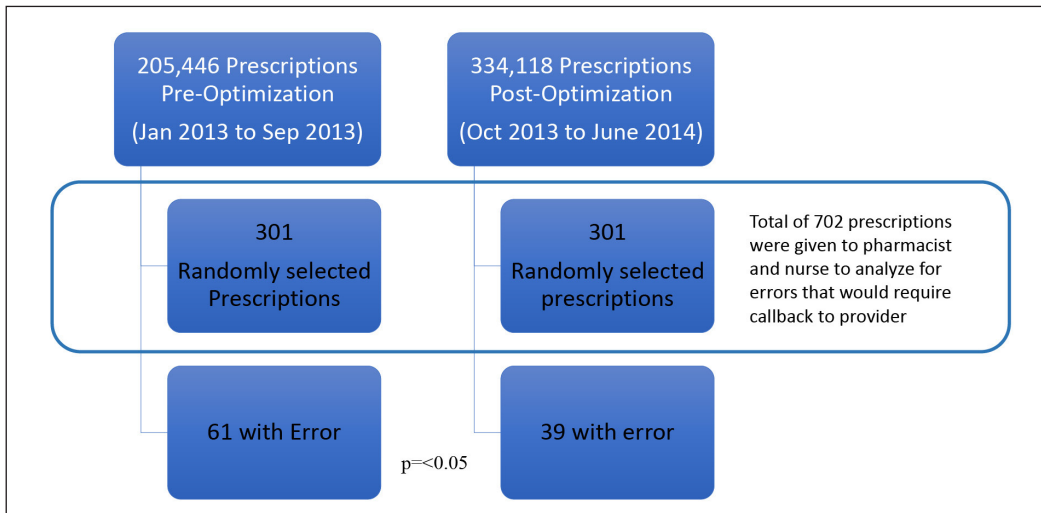 205,446 Prescriptions
Pre-Optimization
(Jan 2013 to Sep 2013)
334,118 Prescriptions
Post-Optimization
(Oct 2013 to June 2014)
301
Randomly selected
Prescriptions
301
Randomly selected
prescriptions
Total of 702 prescriptions
were given to pharmacist
and nurse to analyze for
errors that would require
callback to provider
61 with Error
39 with error
p=<0.05